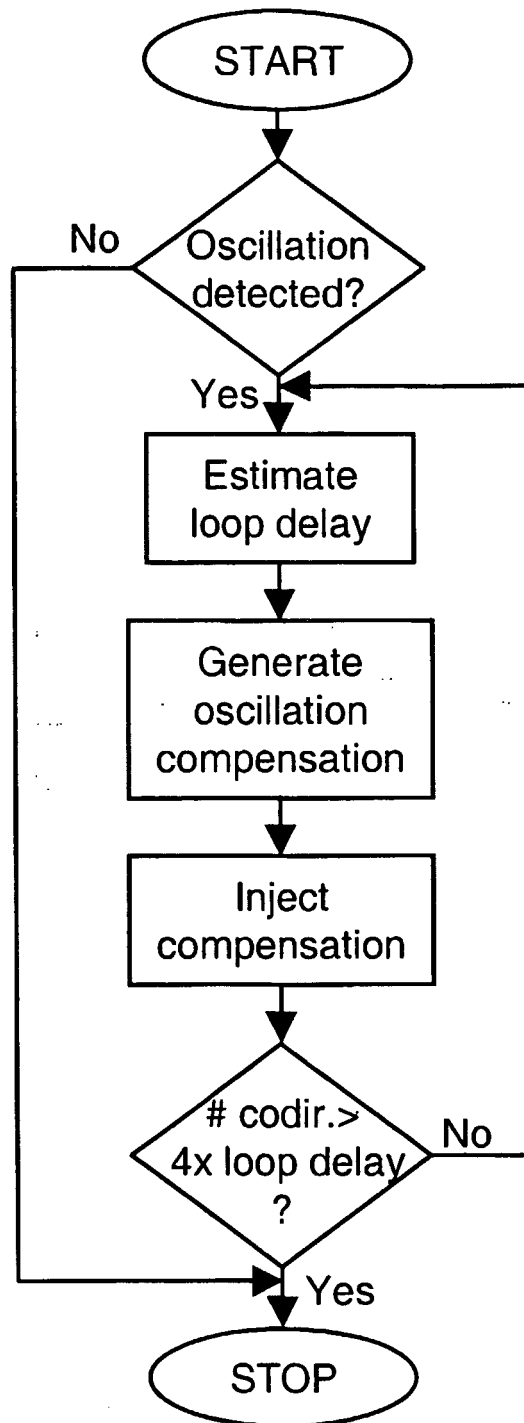 START
No
Oscillation
detected?
Yes
Estimate
loop delay
Generate
oscillation
compensation
Inject
compensation
# codir.>
4x loop delay
?
No
Yes
STOP